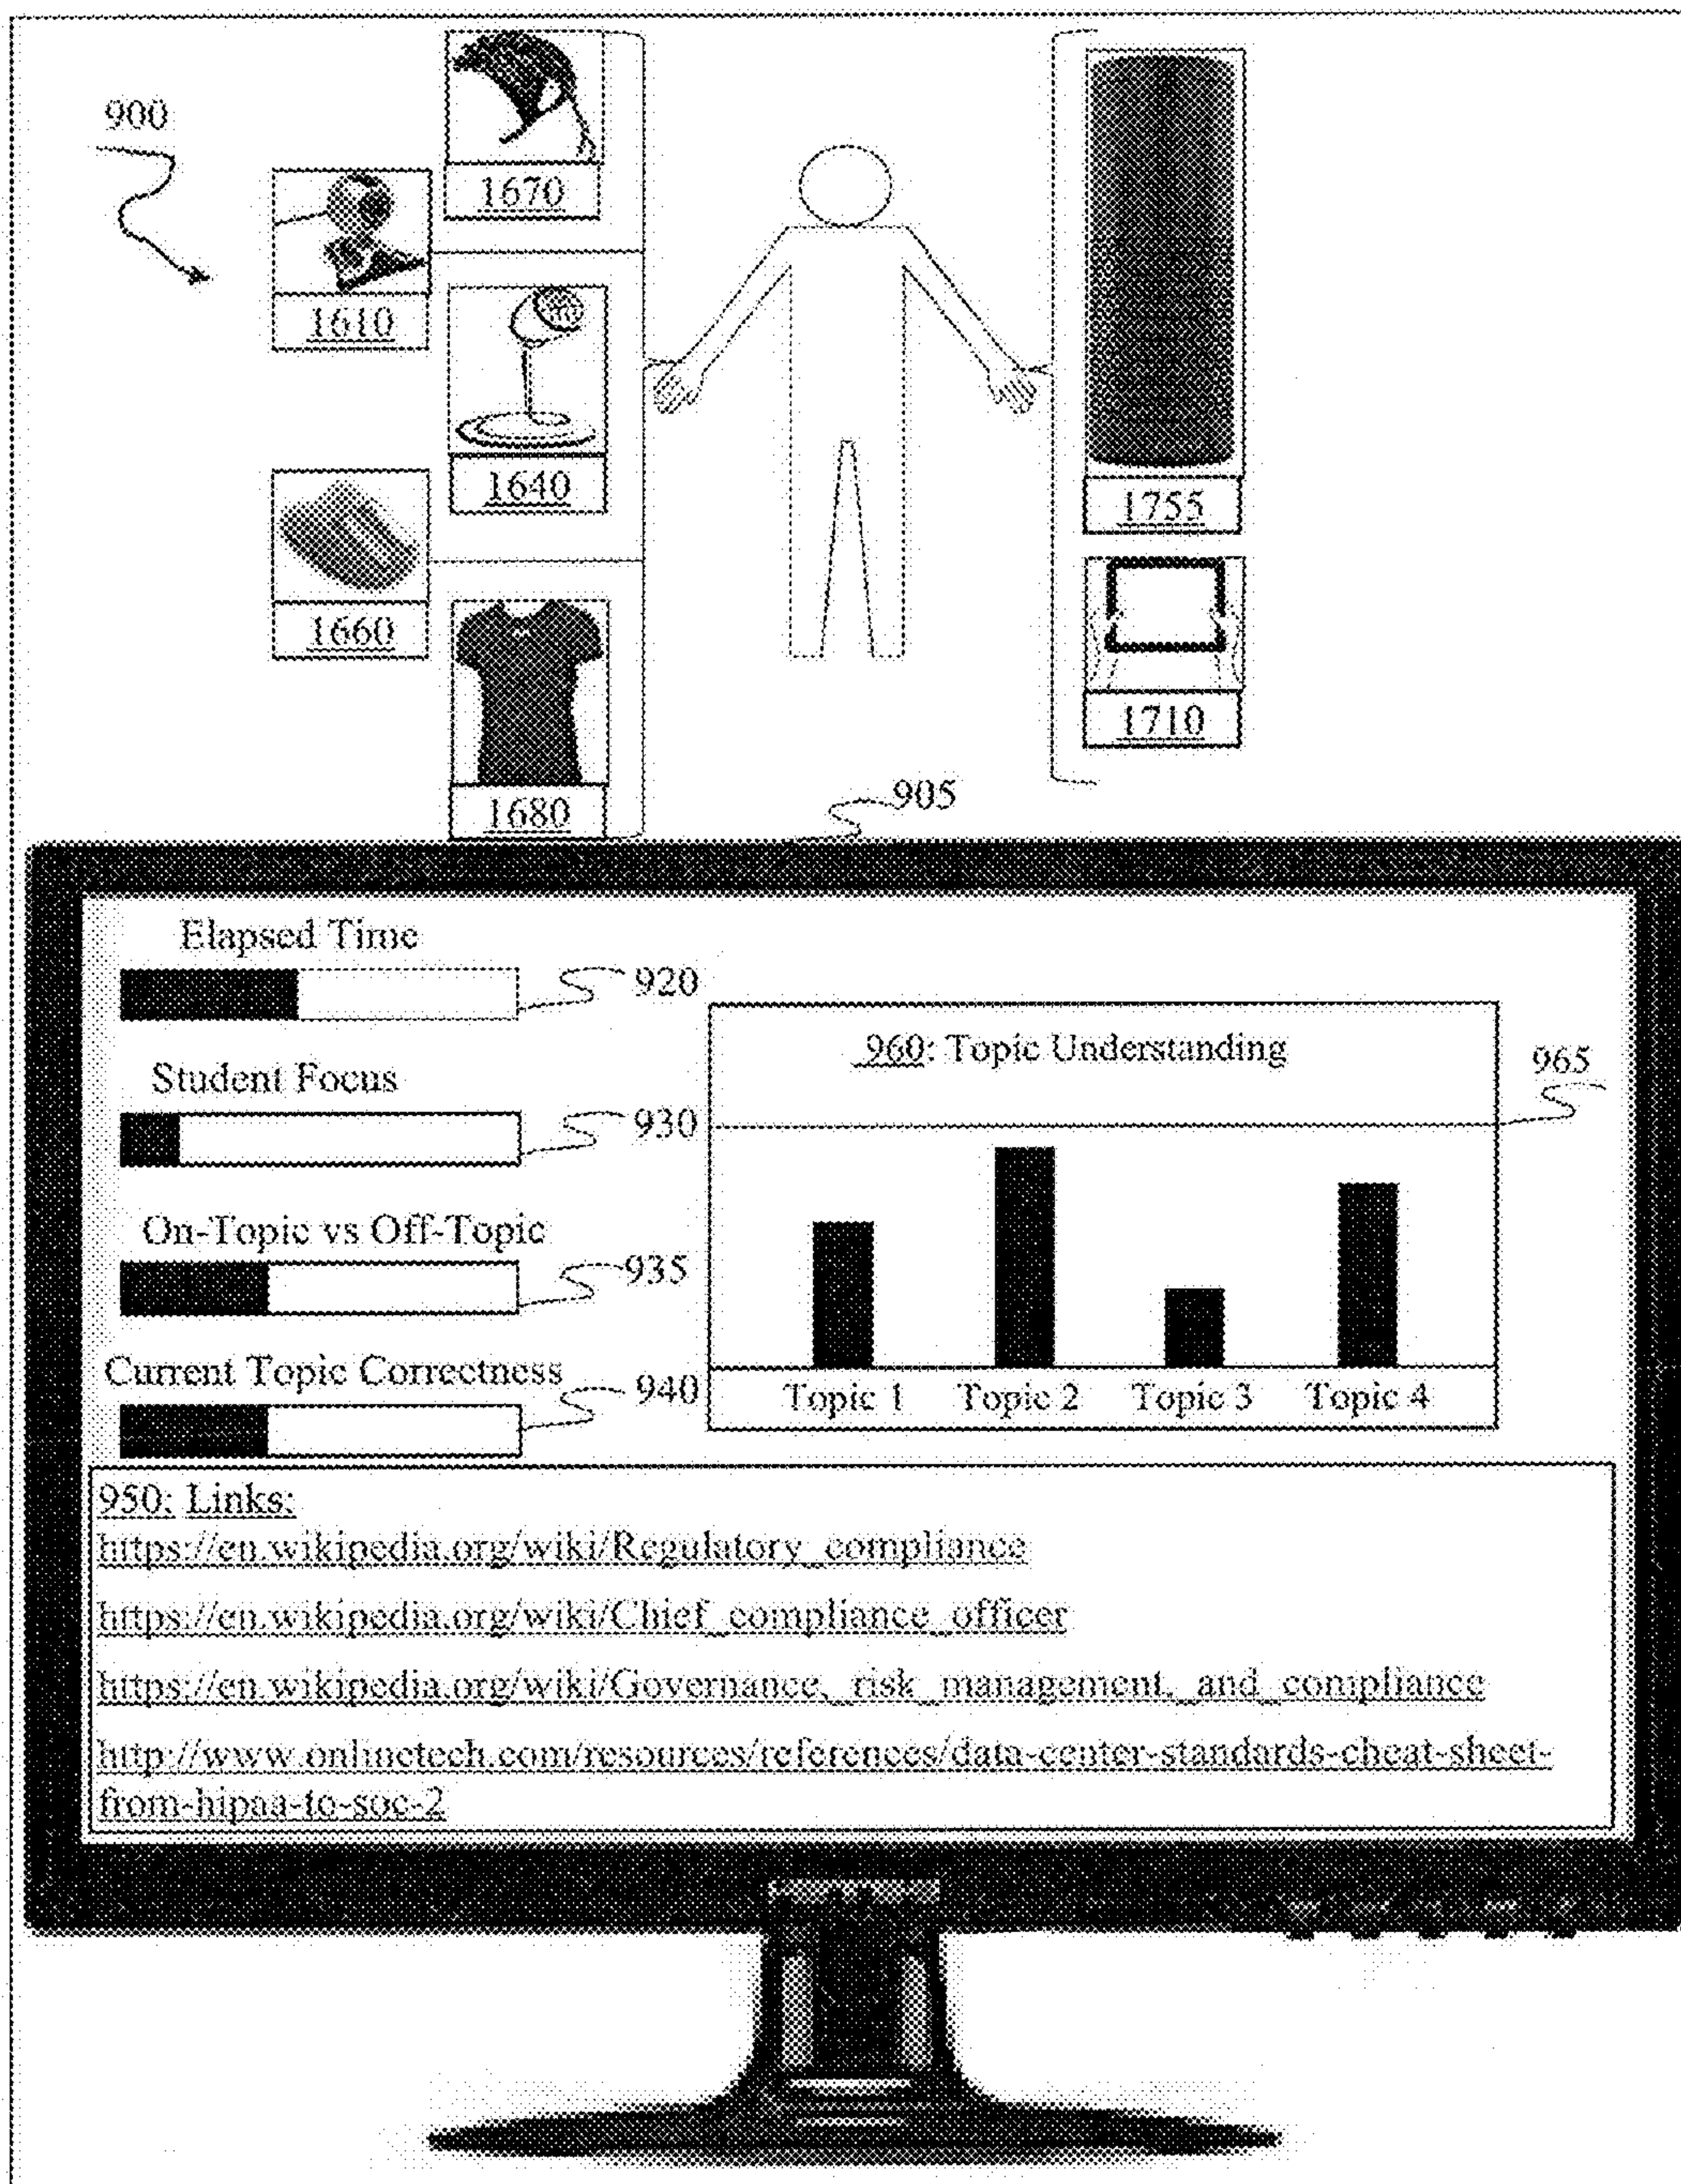 900
1670
1610
1640
1755
1660
1710
1680
905
Elapsed Time
920
960: Topic Understanding
965
Student Focus
930
On-Topic vs Off-Topic
935
Current Topic Correctness
940
Topic 1 Topic 2 Topic 3 Topic 4
950: Links:
https://en.wikipedia.org/wiki/Regulatory_compliance
https://en.wikipedia.org/wiki/Chief_compliance_officer
https://en.wikipedia.org/wiki/Governance,_risk_management,_and_compliance
http://www.onlinetech.com/resources/references/data-center-standards-cheat-sheet-
from-hipaa-to-soc-2